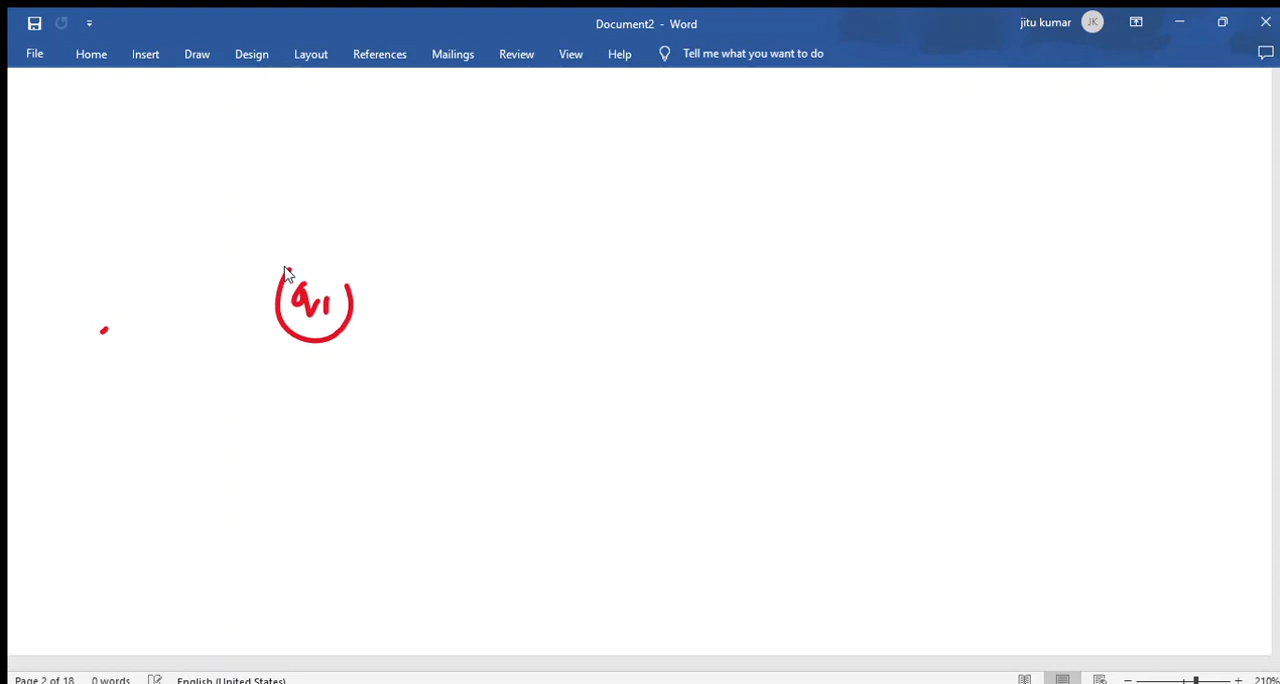 Document2 - Word
jitu kumar
JK
File Home Insert Draw Design Layout References Mailings Review View Help Tell me what you want to do
Page 2 of 18 0 words English (United States) 210%